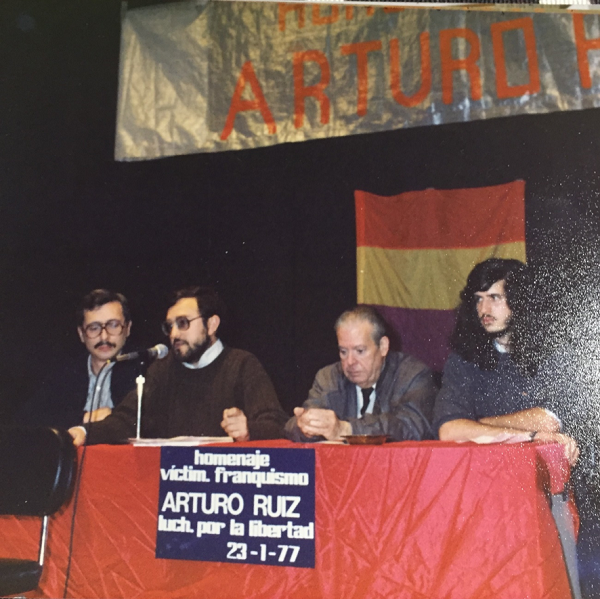 ARTURO
homenaje
víctim. franquismo
ARTURO RUIZ
luch. por la libertad
23-1-77